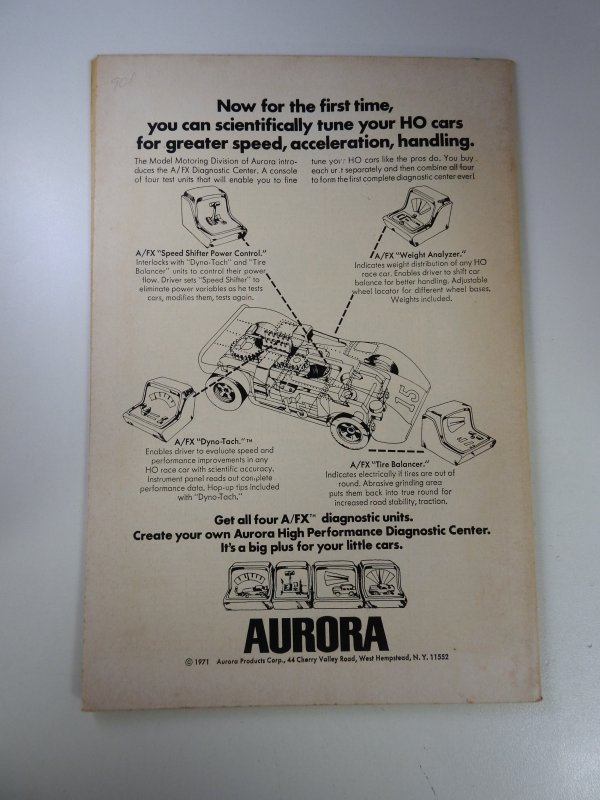 901
Now for the first time,
you can scientifically tune your HO cars
for greater speed, acceleration, handling.
The Model Motoring Division of Aurora intro-
duces the A/FX Diagnostic Center. A console
of four test units that will enable you to fine
tune your HO cars like the pros do. You buy
each unit separately and then combine all four
to form the first complete diagnostic center ever!
A/FX "Speed Shifter Power Control."
Interlocks with "Dyno-Tach" and "Tire
Balancer" units to control their power
flow. Driver sets "Speed Shifter" to
eliminate power variables as he tests
cars, modifies them, tests again.
A/FX "Weight Analyzer."
Indicates weight distribution of any HO
race car. Enables driver to shift car
balance for better handling. Adjustable
wheel locator for different wheel bases.
Weights included.
15
A/FX "Dyno-Tach."™
Enables driver to evaluate speed and
performance improvements in any
HO race car with scientific accuracy.
Instrument panel reads out complete
performance data. Hop-up tips included
with "Dyno-Tach."
A/FX "Tire Balancer."
Indicates electrically if tires are out of
round. Abrasive grinding area
puts them back into true round for
increased road stability, traction.
Get all four A/FX™ diagnostic units.
Create your own Aurora High Performance Diagnostic Center.
It's a big plus for your little cars.
AURORA
© 1971 Aurora Products Corp., 44 Cherry Valley Road, West Hempstead, N. Y. 11552